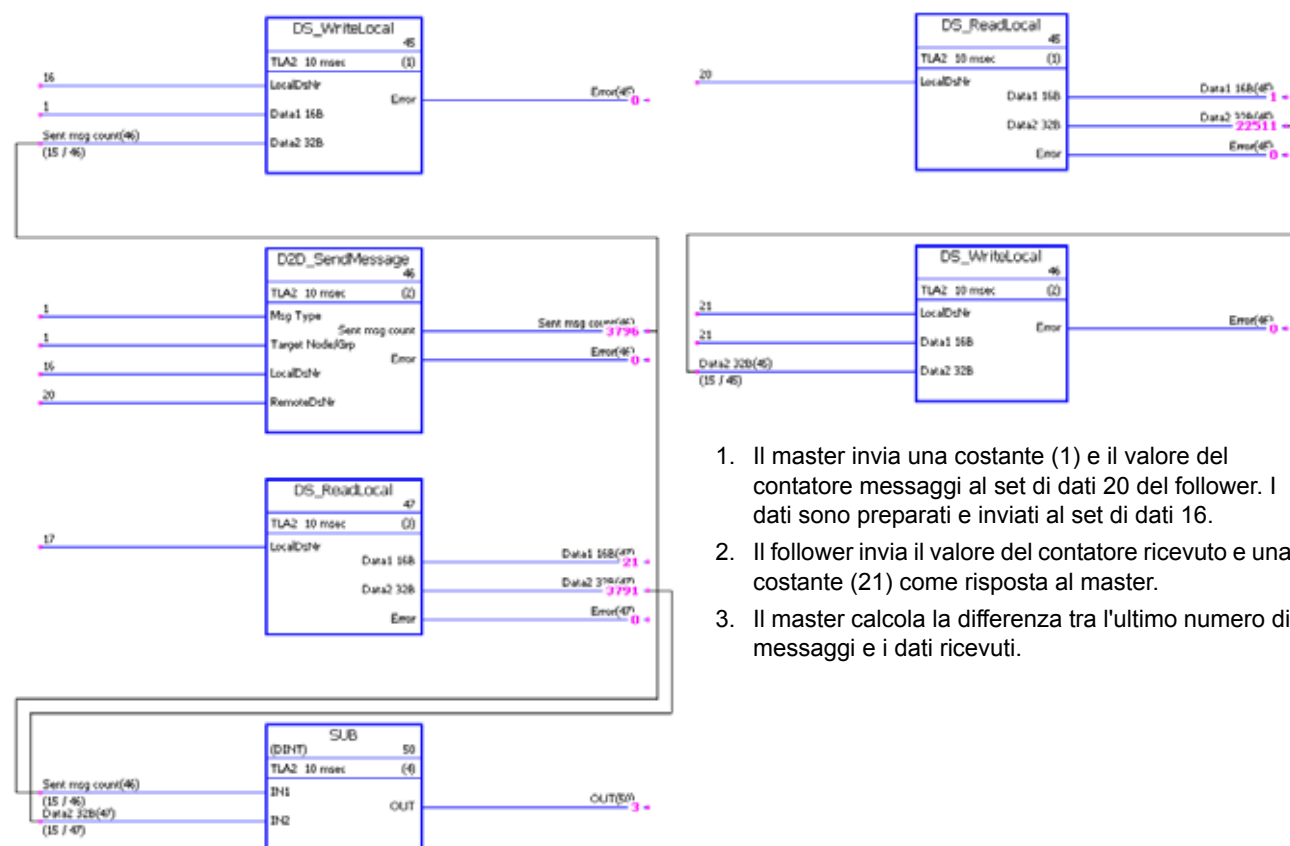 DS_WriteLocal
45
TLA2 10 msec (1)
16
LocalDsNr
1
Data1 16B
Sent msg count(46)
(15 / 46)
Data2 32B
Error
Error(45)
0
D2D_SendMessage
46
TLA2 10 msec (2)
1
Msg Type
1
Target Node/Grp
16
LocalDsNr
20
RemoteDsNr
Sent msg count
Sent msg count(46)
3796
Error
Error(46)
0
DS_ReadLocal
47
TLA2 10 msec (3)
17
LocalDsNr
Data1 16B
Data1 16B(47)
21
Data2 32B
Data2 32B(47)
3791
Error
Error(47)
0
SUB
(DINT) 50
TLA2 10 msec (4)
Sent msg count(46)
(15 / 46)
IN1
Data2 32B(47)
(15 / 47)
IN2
OUT
OUT(50)
3
DS_ReadLocal
45
TLA2 10 msec (1)
20
LocalDsNr
Data1 16B
Data1 16B(45)
1
Data2 32B
Data2 32B(45)
22511
Error
Error(45)
0
DS_WriteLocal
46
TLA2 10 msec (2)
21
LocalDsNr
21
Data1 16B
Data2 32B(45)
(15 / 45)
Data2 32B
Error
Error(46)
0
1. Il master invia una costante (1) e il valore del
contatore messaggi al set di dati 20 del follower. I
dati sono preparati e inviati al set di dati 16.
2. Il follower invia il valore del contatore ricevuto e una
costante (21) come risposta al master.
3. Il master calcola la differenza tra l'ultimo numero di
messaggi e i dati ricevuti.